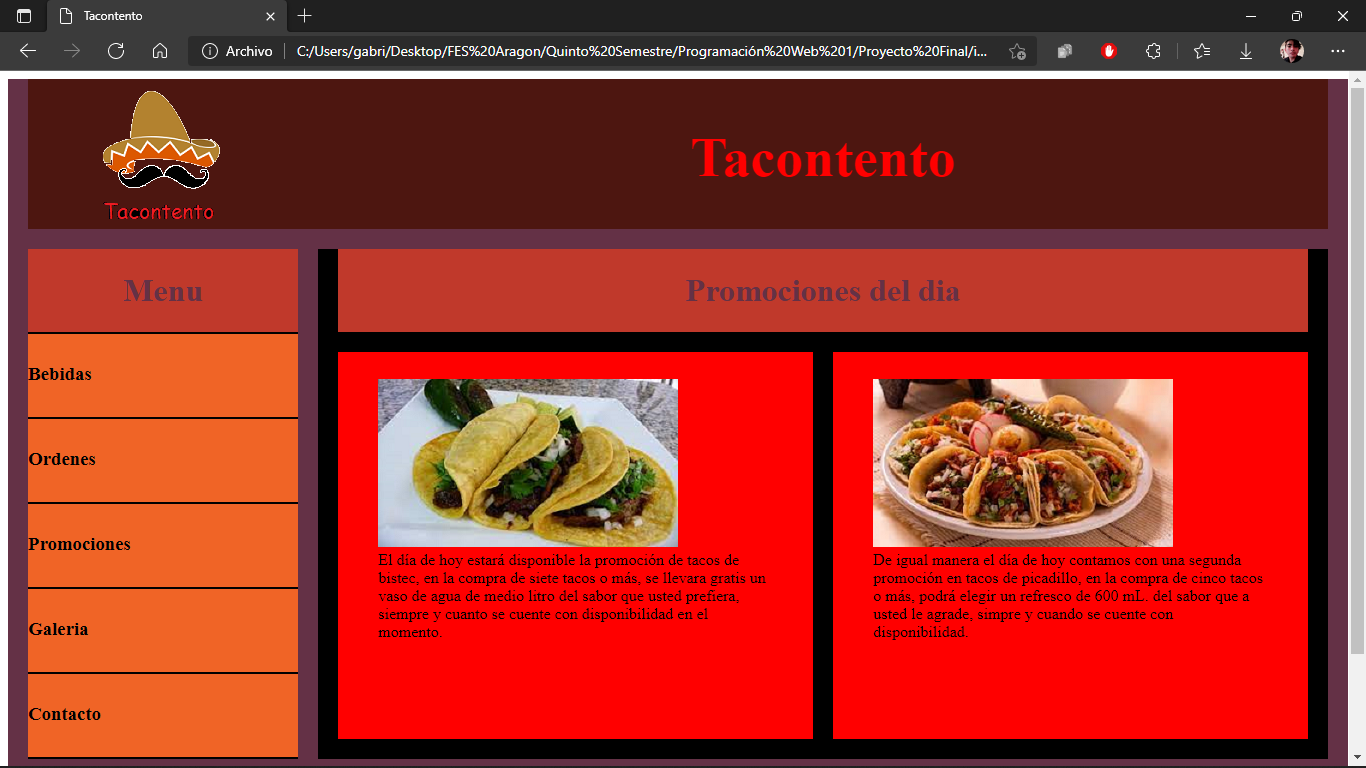 Tacontento
Archivo
C:/Users/gabri/Desktop/FES%20Aragon/Quinto%20Semestre/Programación%20Web%201/Proyecto%20Final/i...
Tacontento
Tacontento
Menu
Bebidas
Ordenes
Promociones
Galeria
Contacto
Promociones del dia
El día de hoy estará disponible la promoción de tacos de
bistec, en la compra de siete tacos o más, se llevara gratis un
vaso de agua de medio litro del sabor que usted prefiera,
siempre y cuanto se cuente con disponibilidad en el
momento.
De igual manera el día de hoy contamos con una segunda
promoción en tacos de picadillo, en la compra de cinco tacos
o más, podrá elegir un refresco de 600 mL. del sabor que a
usted le agrade, simpre y cuando se cuente con
disponibilidad.